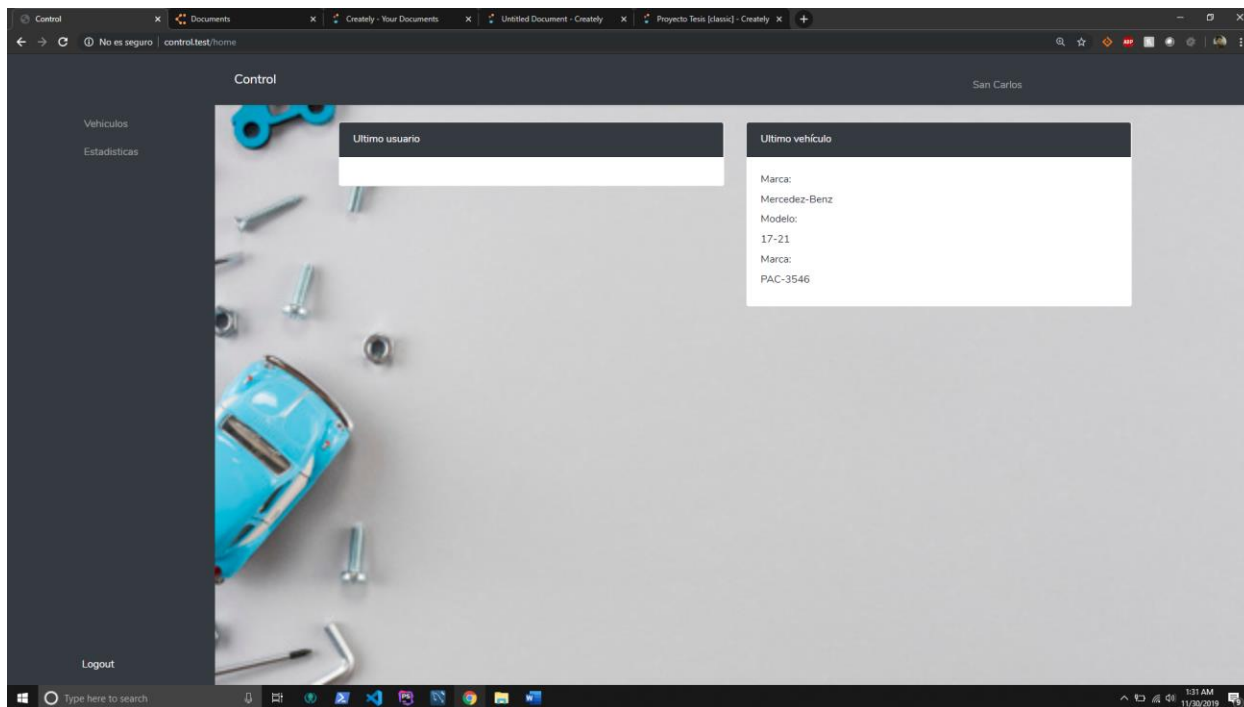 Control
Documents
Creately - Your Documents
Untitled Document - Creately
Proyecto Tesis [classic] - Creately
No es seguro | control.test/home
ABP
Control
San Carlos
Vehiculos
Estadisticas
Ultimo usuario
Ultimo vehículo
Marca:
Mercedez-Benz
Modelo:
17-21
Marca:
PAC-3546
Logout
Type here to search
1:31 AM
11/30/2019